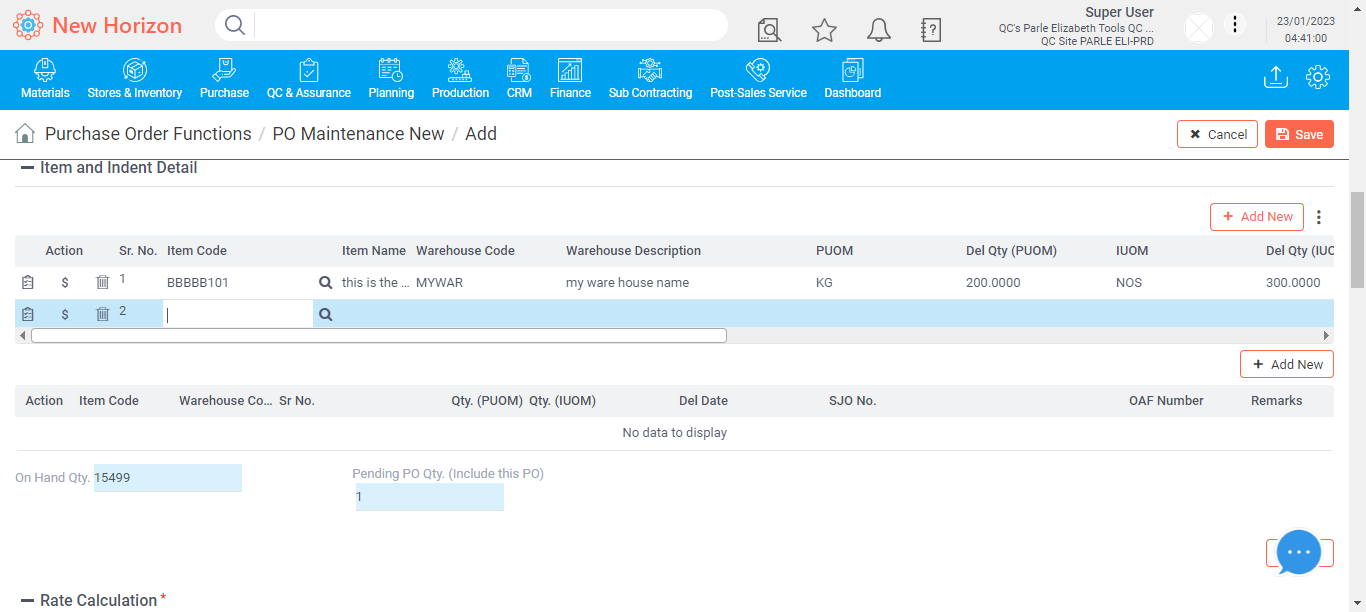 New Horizon
Super User
QC's Parle Elizabeth Tools QC ...
QC Site PARLE ELI-PRD
23/01/2023
04:41:00
Materials
Stores & Inventory
Purchase
QC & Assurance
Planning
Production
CRM
Finance
Sub Contracting
Post-Sales Service
Dashboard
Purchase Order Functions / PO Maintenance New / Add
Cancel
Save
Item and Indent Detail
+ Add New
Action Sr. No. Item Code Item Name Warehouse Code Warehouse Description PUOM Del Qty (PUOM) IUOM Del Qty (IUO
$ 1 BBBBB101 this is the ... MYWAR my ware house name KG 200.0000 NOS 300.0000
$ 2
+ Add New
Action Item Code Warehouse Co... Sr No. Qty. (PUOM) Qty. (IUOM) Del Date SJO No. OAF Number Remarks
No data to display
On Hand Qty. 15499
Pending PO Qty. (Include this PO)
1
Rate Calculation *